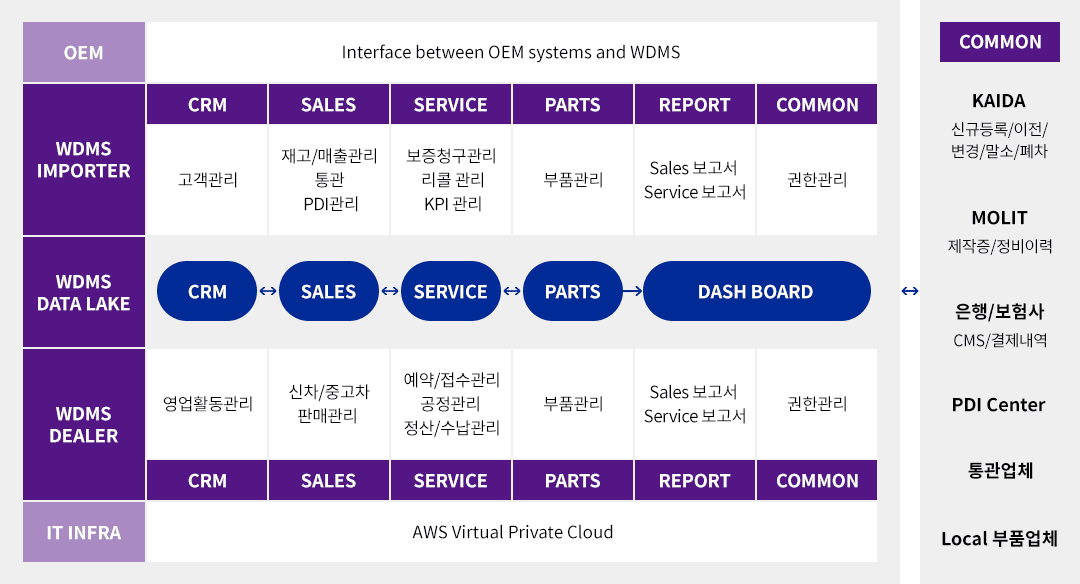 OEM
Interface between OEM systems and WDMS
WDMS
IMPORTER
CRM
SALES
SERVICE
PARTS
REPORT
COMMON
고객관리
재고/매출관리
통관
PDI관리
보증청구관리
리콜 관리
KPI 관리
부품관리
Sales 보고서
Service 보고서
권한관리
WDMS
DATA LAKE
CRM
SALES
SERVICE
PARTS
DASH BOARD
WDMS
DEALER
영업활동관리
신차/중고차
판매관리
예약/접수관리
공정관리
정산/수납관리
부품관리
Sales 보고서
Service 보고서
권한관리
CRM
SALES
SERVICE
PARTS
REPORT
COMMON
IT INFRA
AWS Virtual Private Cloud
COMMON
KAIDA
신규등록/이전/
변경/말소/폐차
MOLIT
제작증/정비이력
은행/보험사
CMS/결제내역
PDI Center
통관업체
Local 부품업체